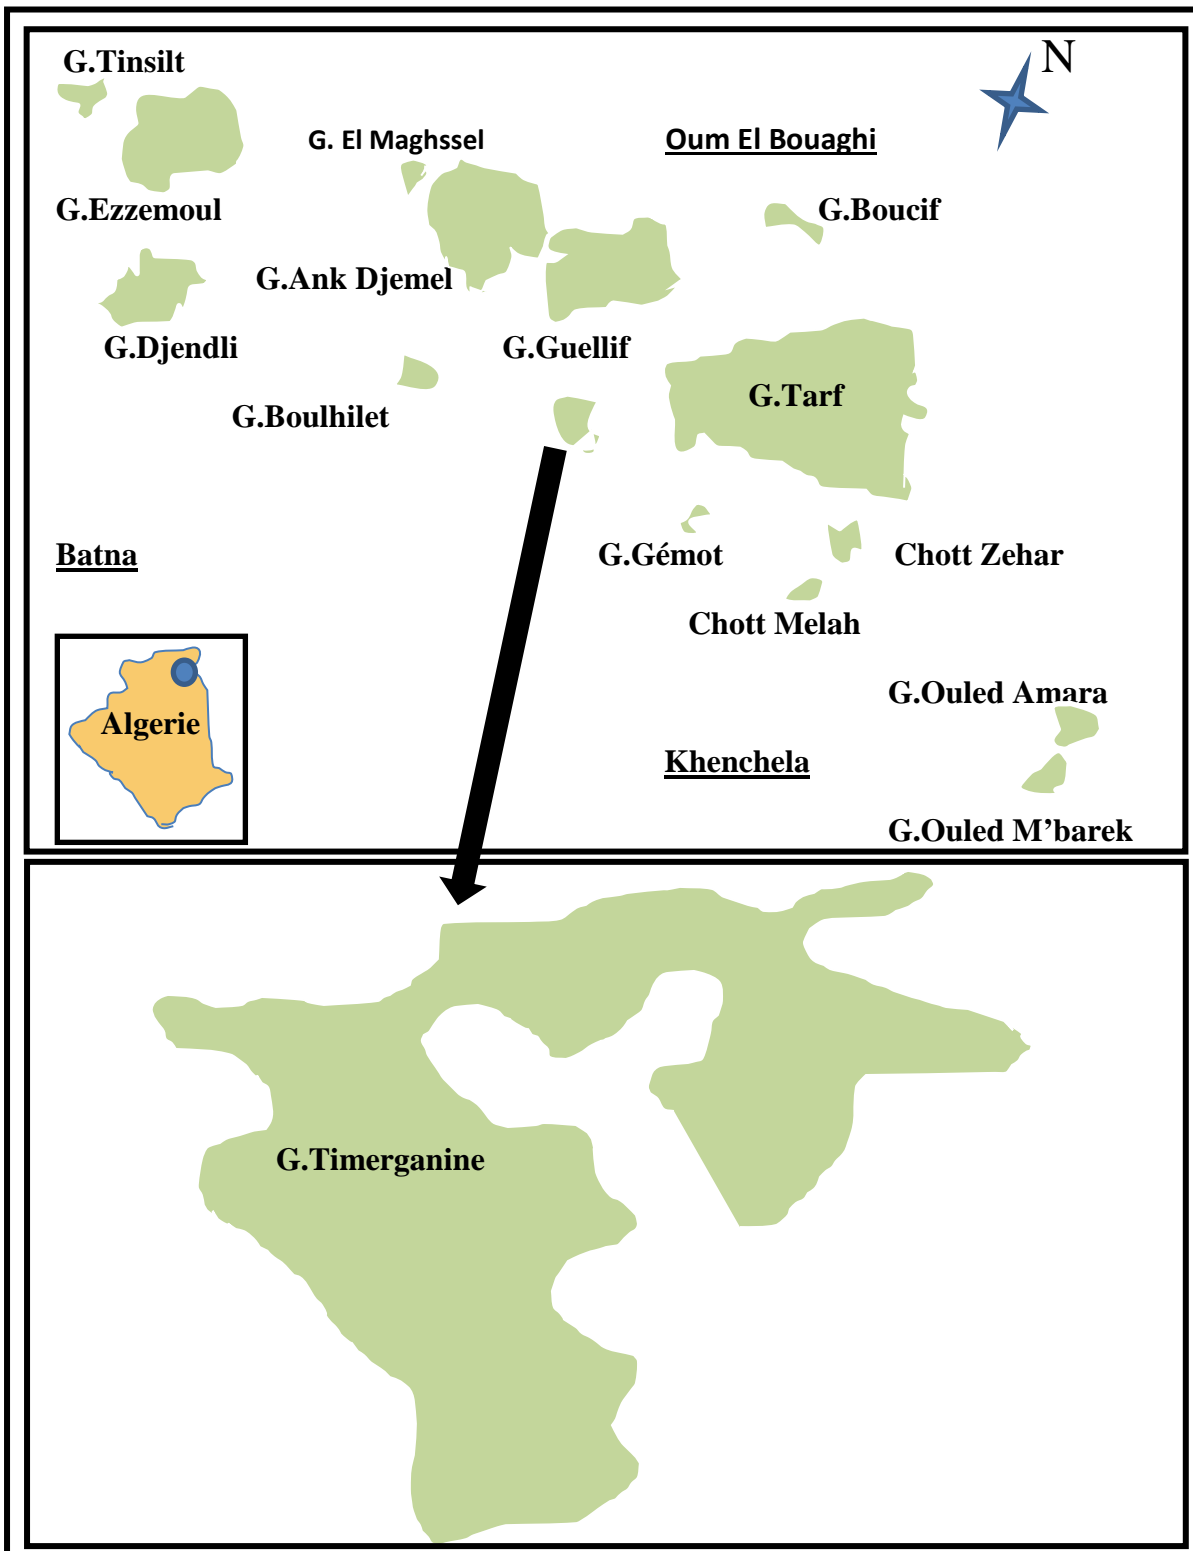 G.Tinsilt
N
G. El Maghssel
Oum El Bouaghi
G.Ezzemoul
G.Boucif
G.Ank Djemel
G.Djendli
G.Guellif
G.Tarf
G.Boulhilet
Batna
G.Gémot
Chott Zehar
Chott Melah
G.Ouled Amara
Algerie
Khenchela
G.Ouled M’barek
G.Timerganine